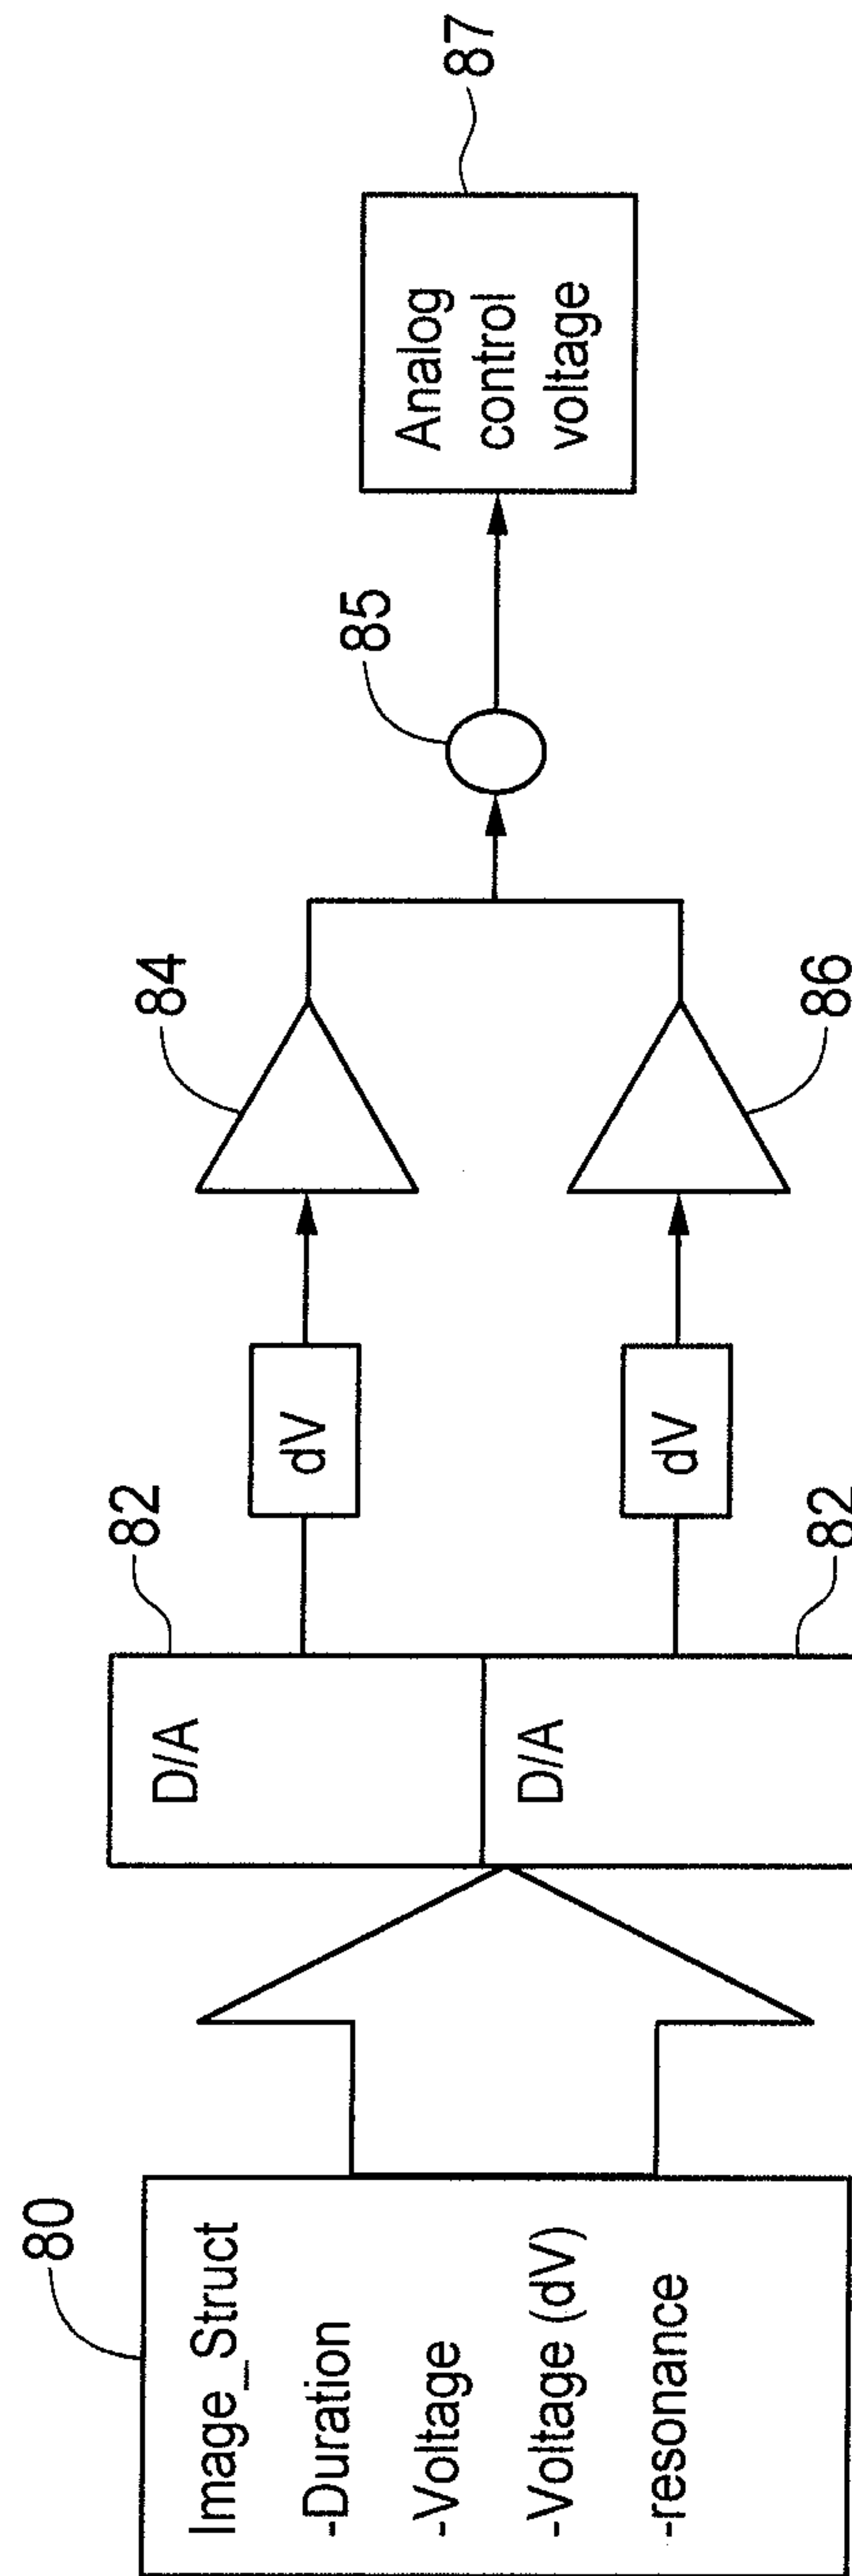 80
Image_Struct
-Duration
-Voltage
-Voltage (dV)
-resonance
82
D/A
D/A
82
dV
dV
84
86
85
87
Analog
control
voltage